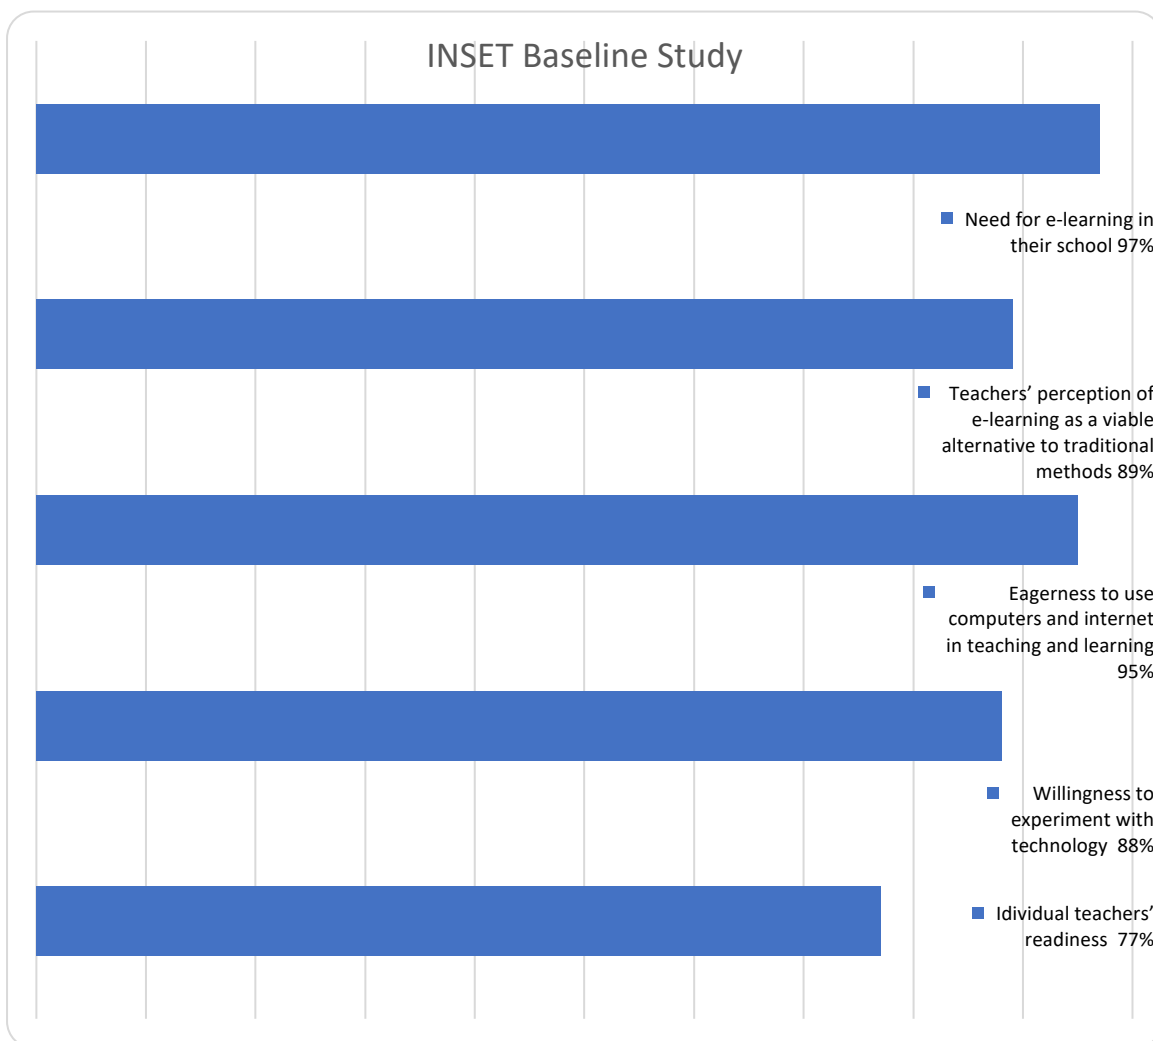 INSET Baseline Study
Need for e-learning in
their school 97%
Teachers’ perception of
e-learning as a viable
alternative to traditional
methods 89%
Eagerness to use
computers and internet
in teaching and learning
95%
Willingness to
experiment with
technology  88%
Idividual teachers’
readiness  77%